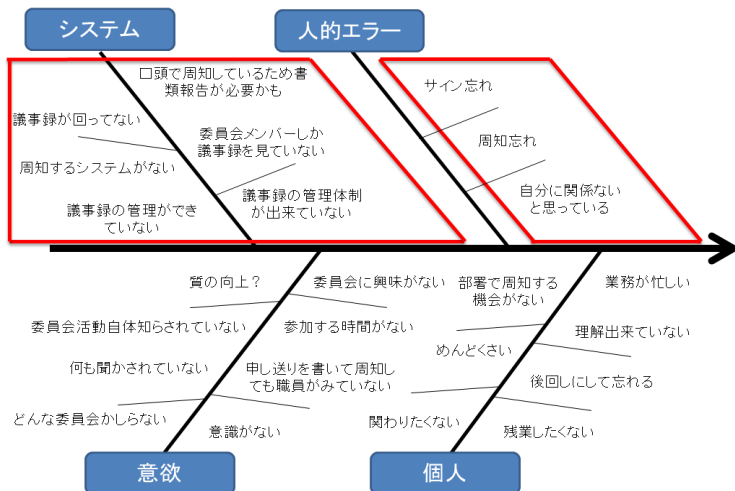 システム
人的エラー
口頭で周知しているため書
類報告が必要かも
議事録が回ってない
委員会メンバーしか
議事録を見ていない
周知するシステムがない
議事録の管理ができ
ていない
議事録の管理体制
が出来ていない
サイン忘れ
周知忘れ
自分に関係ない
と思っている
質の向上?
委員会に興味がない
委員会活動自体知らされていない
参加する時間がない
何も聞かされていない
申し送りを書いて周知し
ても職員がみていない
どんな委員会かしらない
意識がない
部署で周知する
機会がない
業務が忙しい
めんどくさい
理解出来ていない
後回しにして忘れる
関わりたくない
残業したくない
意欲
個人